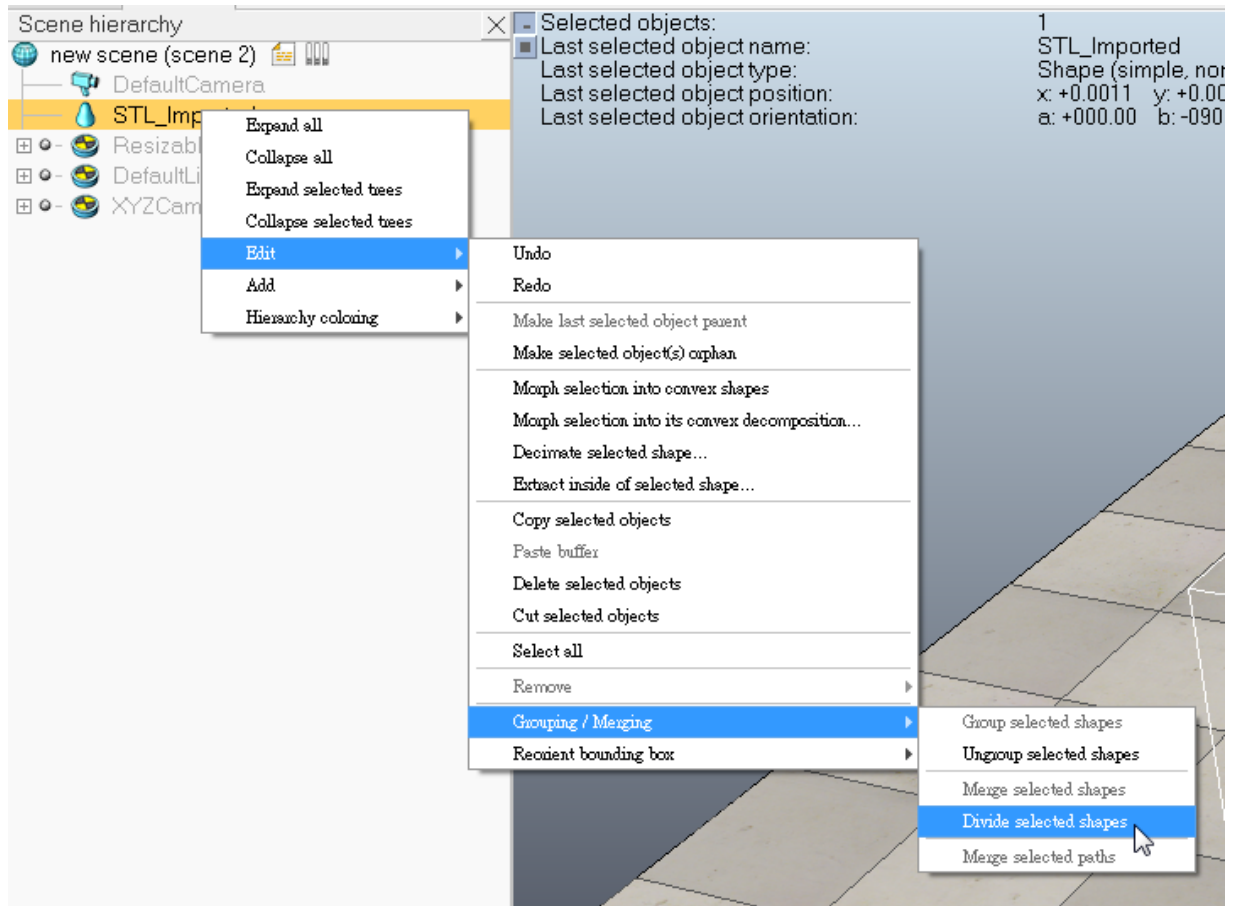 Scene hierarchy
new scene (scene 2)
DefaultCamera
STL_Imp
Resizabl
DefaultLi
XYZCam
Selected objects: 1
Last selected object name: STL_Imported
Last selected object type: Shape (simple, nor
Last selected object position: x: +0.0011 y: +0.00
Last selected object orientation: a: +000.00 b: -090
Expand all
Collapse all
Expand selected trees
Collapse selected trees
Edit
Add
Hierarchy coloring
Undo
Redo
Make last selected object parent
Make selected object(s) orphan
Morph selection into convex shapes
Morph selection into its convex decomposition...
Decimate selected shape...
Extract inside of selected shape...
Copy selected objects
Paste buffer
Delete selected objects
Cut selected objects
Select all
Remove
Grouping / Merging
Reorient bounding box
Group selected shapes
Ungroup selected shapes
Merge selected shapes
Divide selected shapes
Merge selected paths